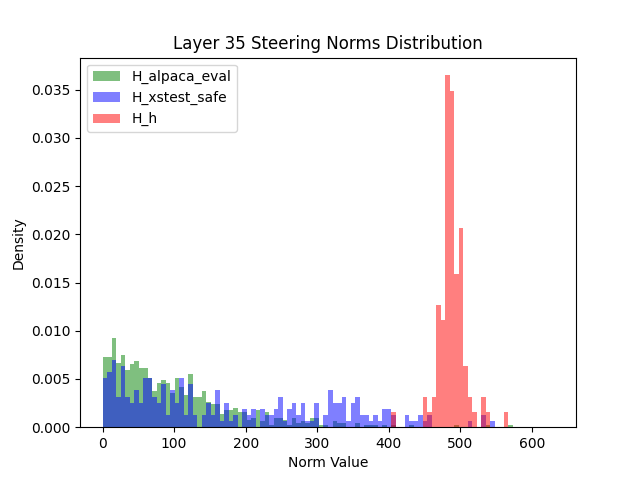 Layer 35 Steering Norms Distribution
H_alpaca_eval
H_xstest_safe
H_h
0.035
0.030
0.025
0.020
0.015
0.010
0.005
0.000
Density
0 100 200 300 400 500 600
Norm Value